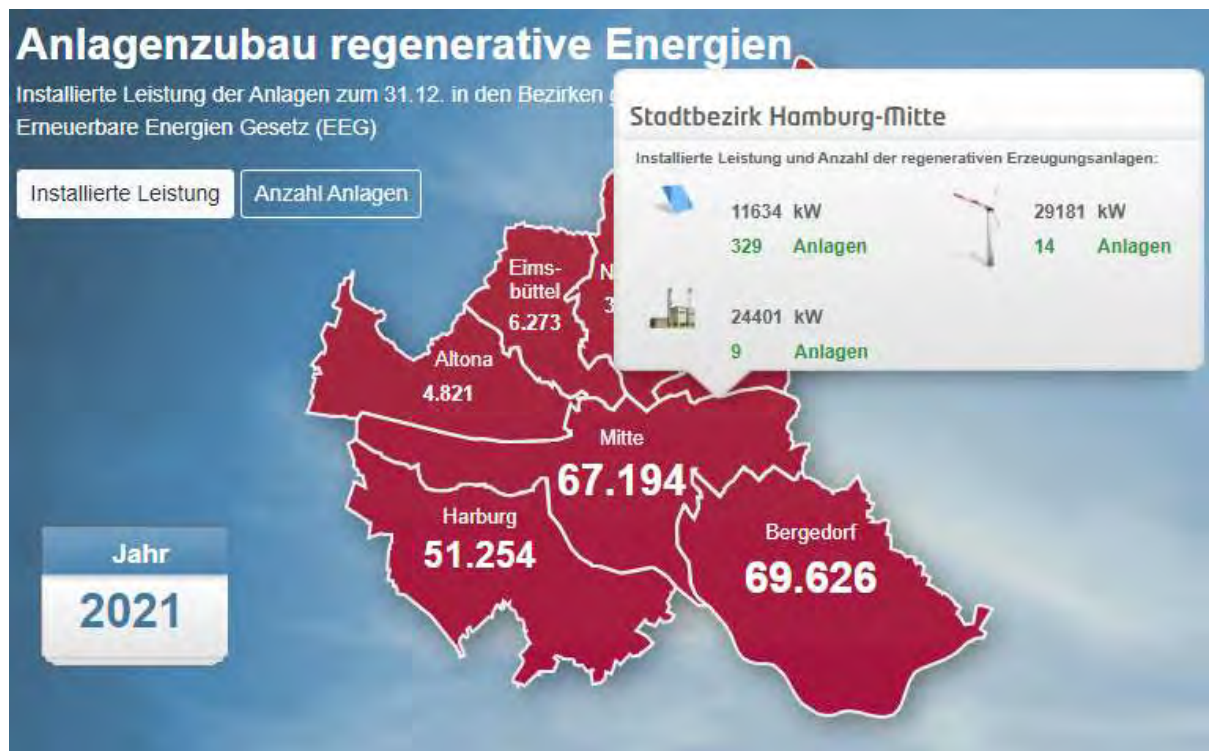 Anlagenzubau regenerative Energien
Installierte Leistung der Anlagen zum 31.12. in den Bezirken
Erneuerbare Energien Gesetz (EEG)
Installierte Leistung
Anzahl Anlagen
Stadtbezirk Hamburg-Mitte
Installierte Leistung und Anzahl der regenerativen Erzeugungsanlagen:
11634 kW
329 Anlagen
29181 kW
14 Anlagen
24401 kW
9 Anlagen
Eims-
büttel
6.273
N
3
Altona
4.821
Mitte
67.194
Harburg
51.254
Bergedorf
69.626
Jahr
2021